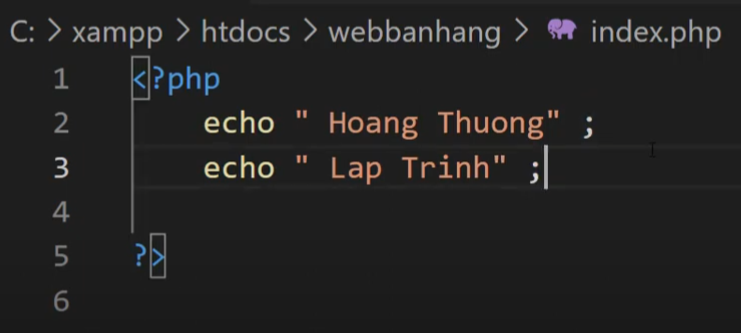 C: > xampp > htdocs > webbanhang > index.php
1 <?php
2 echo " Hoang Thuong" ;
3 echo " Lap Trinh" ;
4
5 ?>
6